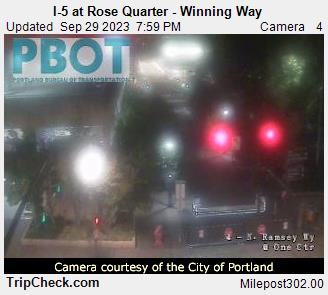 I-5 at Rose Quarter - Winning Way
Updated Sep 29 2023 7:59 PM Camera 4
PBOT
PORTLAND BUREAU OF TRANSPORTATION
4 - N. Ramsey Wy
W One Ctr
Camera courtesy of the City of Portland
TripCheck.com Milepost302.00